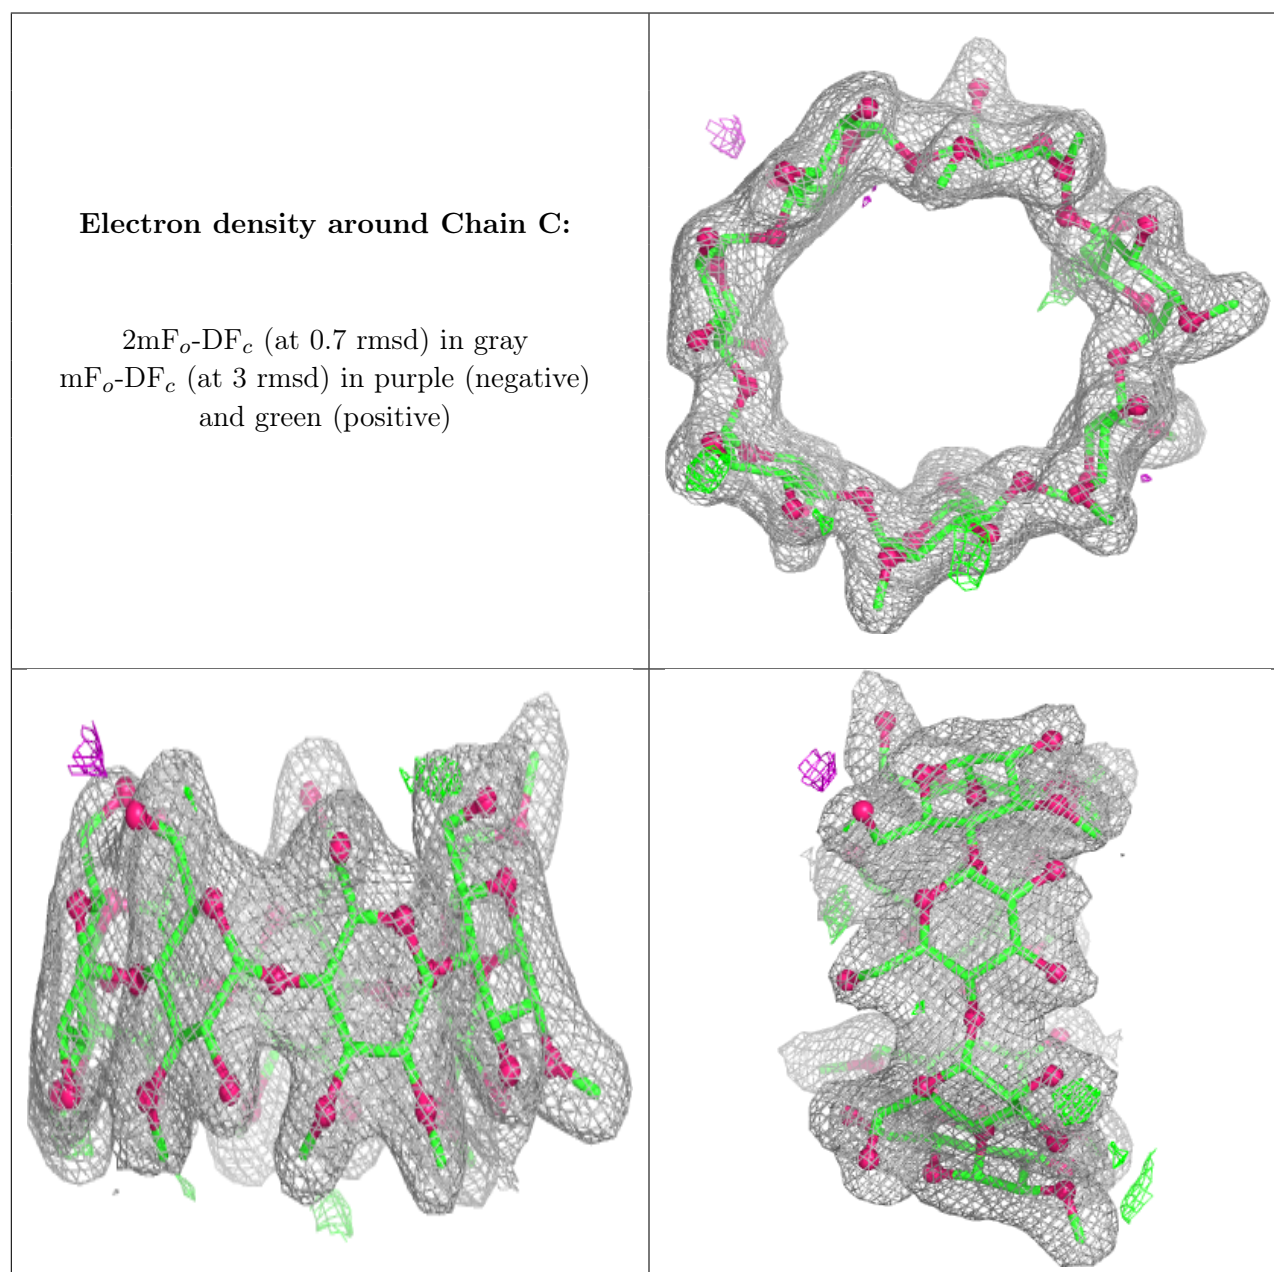 Electron density around Chain C:
2mFo-DFc (at 0.7 rmsd) in gray
mFo-DFc (at 3 rmsd) in purple (negative)
and green (positive)